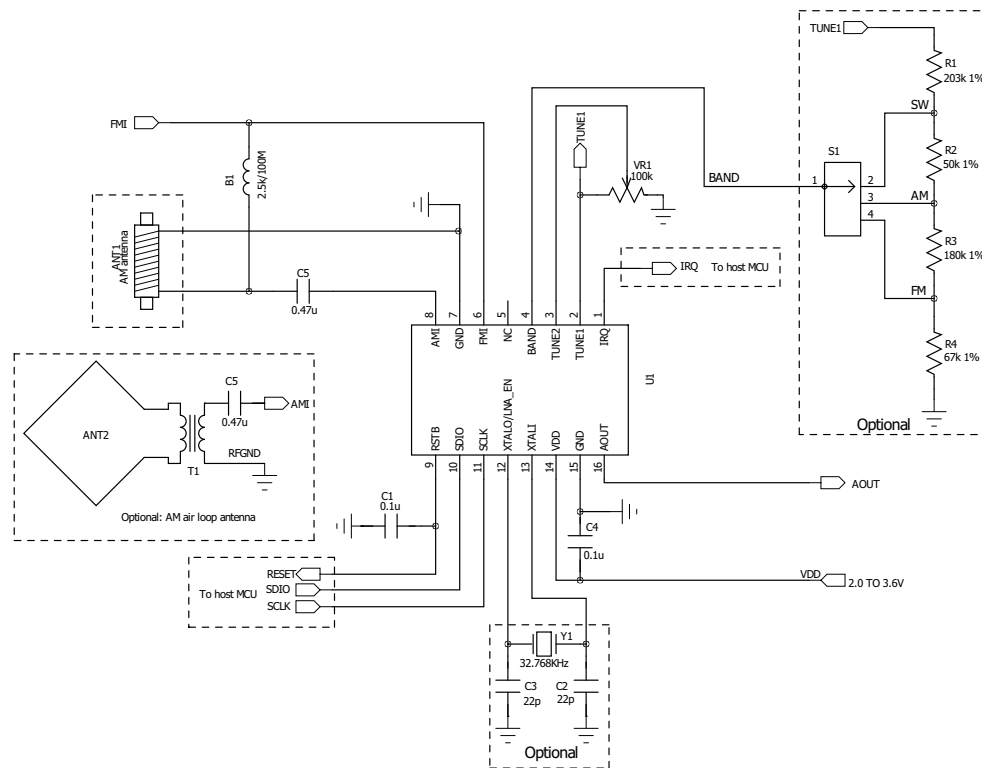 TUNE1
R1
203k 1%
SW
R2
50k 1%
S1
1
2
3
4
AM
R3
180k 1%
FM
R4
67k 1%
Optional
FMI
B1
2.5k/100M
TUNE1
VR1
100k
BAND
ANT1
AM antenna
C5
0.47u
IRQ
To host MCU
8
7
6
5
4
3
2
1
AMI
GND
FMI
NC
BAND
TUNE2
TUNE1
IRQ
U1
RSTB
SDIO
SCLK
XTALO/LNA_EN
XTALI
VDD
GND
AOUT
9
10
11
12
13
14
15
16
C5
0.47u
AMI
ANT2
T1
RFGND
Optional: AM air loop antenna
AOUT
C1
0.1u
C4
0.1u
To host MCU
RESET
SDIO
SCLK
VDD
2.0 TO 3.6V
Y1
32.768KHz
C3
22p
C2
22p
Optional